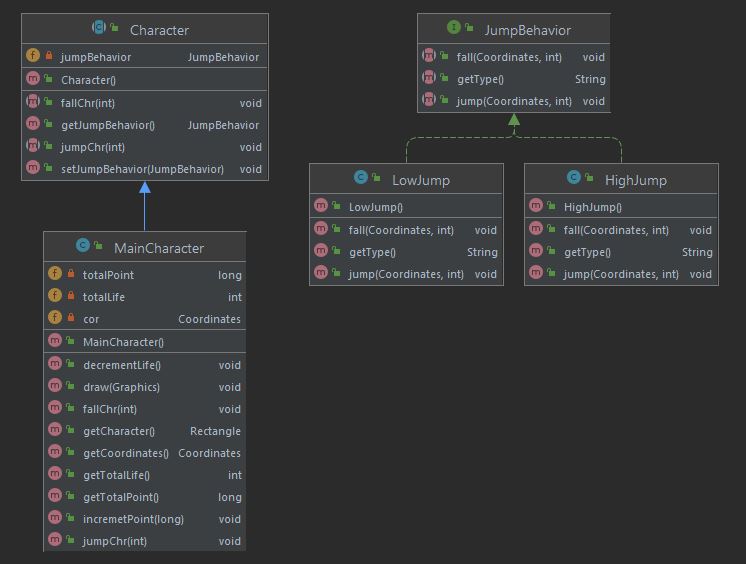 Character
jumpBehavior JumpBehavior
Character()
fallChr(int) void
getJumpBehavior() JumpBehavior
jumpChr(int) void
setJumpBehavior(JumpBehavior) void
JumpBehavior
fall(Coordinates, int) void
getType() String
jump(Coordinates, int) void
LowJump
LowJump()
fall(Coordinates, int) void
getType() String
jump(Coordinates, int) void
HighJump
HighJump()
fall(Coordinates, int) void
getType() String
jump(Coordinates, int) void
MainCharacter
totalPoint long
totalLife int
cor Coordinates
MainCharacter()
decrementLife() void
draw(Graphics) void
fallChr(int) void
getCharacter() Rectangle
getCoordinates() Coordinates
getTotalLife() int
getTotalPoint() long
incremetPoint(long) void
jumpChr(int) void